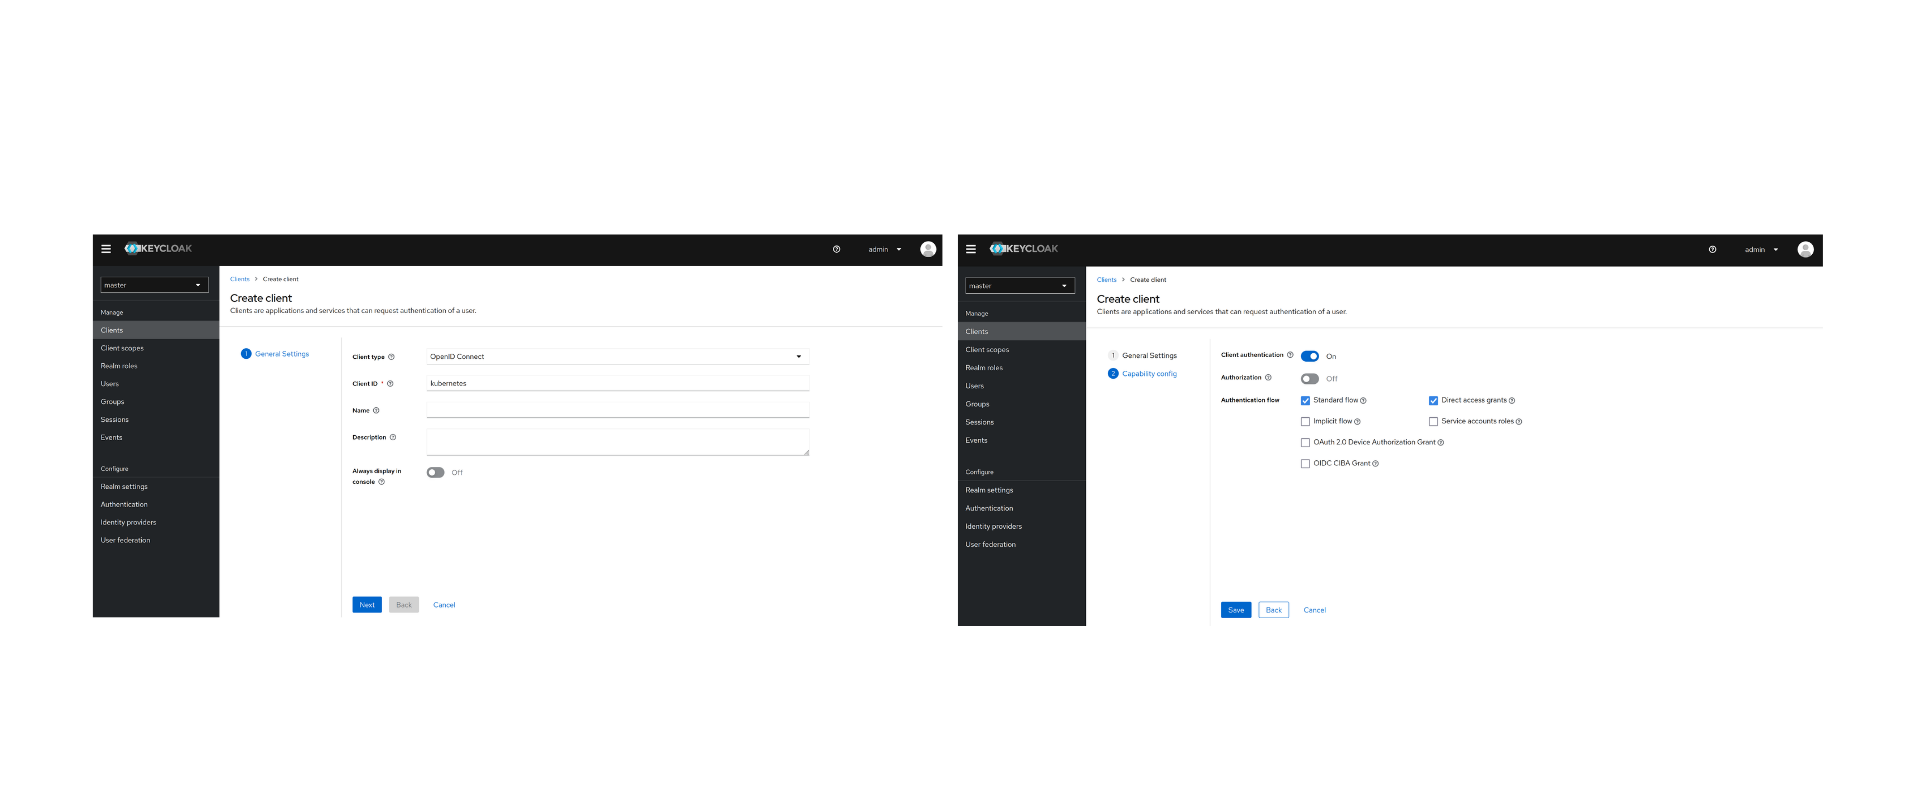 KEYCLOAK
admin
master
Clients > Create client
Create client
Clients are applications and services that can request authentication of a user.
Manage
Clients
Client scopes
Realm roles
Users
Groups
Sessions
Events
Configure
Realm settings
Authentication
Identity providers
User federation
1 General Settings
Client type
OpenID Connect
Client ID *
kubernetes
Name
Description
Always display in
console
Off
Next
Back
Cancel
KEYCLOAK
admin
master
Clients > Create client
Create client
Clients are applications and services that can request authentication of a user.
Manage
Clients
Client scopes
Realm roles
Users
Groups
Sessions
Events
Configure
Realm settings
Authentication
Identity providers
User federation
1 General Settings
2 Capability config
Client authentication
On
Authorization
Off
Authentication flow
Standard flow
Direct access grants
Implicit flow
Service accounts roles
OAuth 2.0 Device Authorization Grant
OIDC CIBA Grant
Save
Back
Cancel